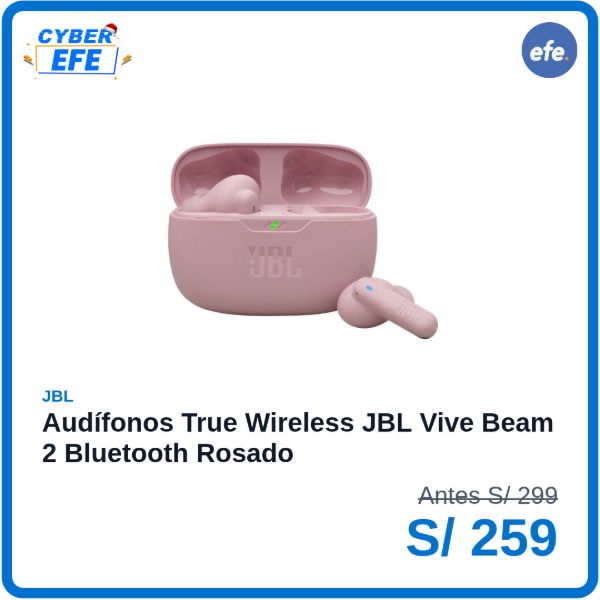 CYBER
EFE
efe.
JBL
JBL
Audífonos True Wireless JBL Vive Beam
2 Bluetooth Rosado
Antes S/ 299
S/ 259